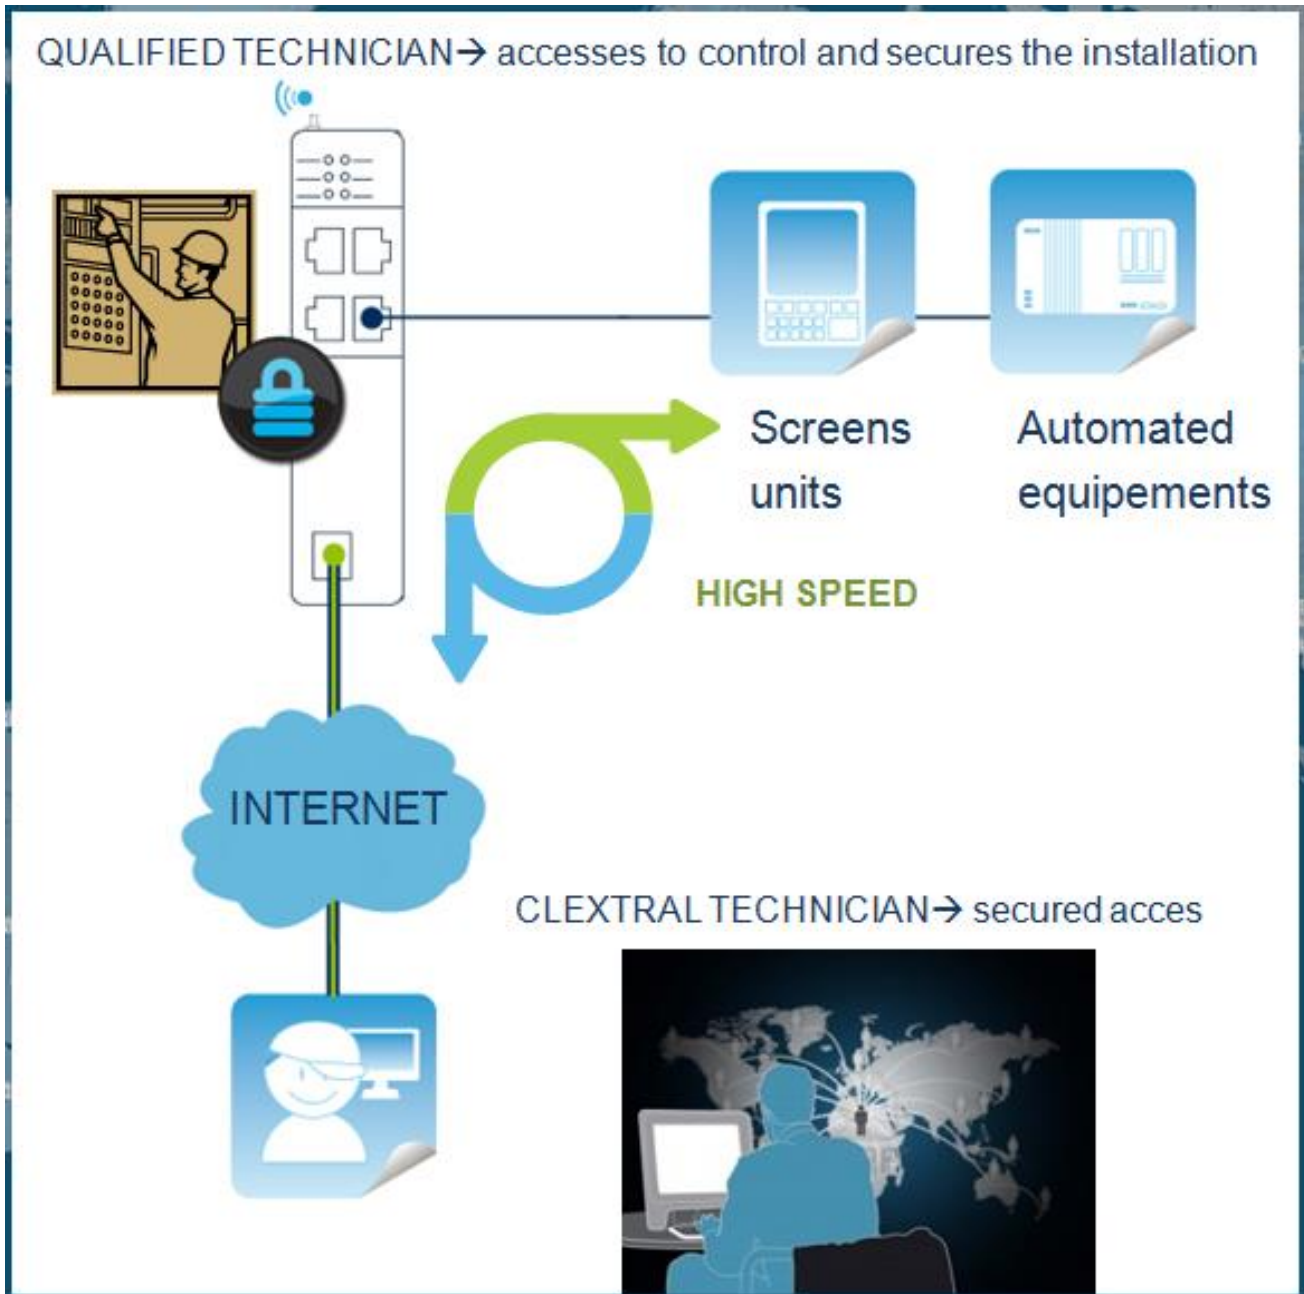 QUALIFIED TECHNICIAN→ accesses to control and secures the installation
Screens
units
Automated
equipements
HIGH SPEED
INTERNET
CLEXTRAL TECHNICIAN→ secured acces